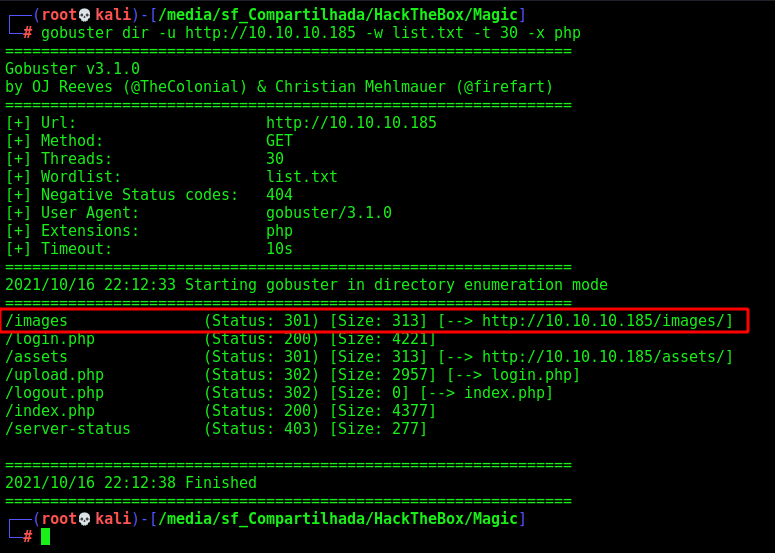 ┌──(root💀kali)-[/media/sf_Compartilhada/HackTheBox/Magic]
└─# gobuster dir -u http://10.10.10.185 -w list.txt -t 30 -x php
===============================================================
Gobuster v3.1.0
by OJ Reeves (@TheColonial) & Christian Mehlmauer (@firefart)
===============================================================
[+] Url:                     http://10.10.10.185
[+] Method:                  GET
[+] Threads:                 30
[+] Wordlist:                list.txt
[+] Negative Status codes:   404
[+] User Agent:              gobuster/3.1.0
[+] Extensions:              php
[+] Timeout:                 10s
===============================================================
2021/10/16 22:12:33 Starting gobuster in directory enumeration mode
===============================================================
/images               (Status: 301) [Size: 313] [--> http://10.10.10.185/images/]
/login.php            (Status: 200) [Size: 4221]
/assets               (Status: 301) [Size: 313] [--> http://10.10.10.185/assets/]
/upload.php           (Status: 302) [Size: 2957] [--> login.php]
/logout.php           (Status: 302) [Size: 0] [--> index.php]
/index.php            (Status: 200) [Size: 4377]
/server-status        (Status: 403) [Size: 277]
===============================================================
2021/10/16 22:12:38 Finished
===============================================================
┌──(root💀kali)-[/media/sf_Compartilhada/HackTheBox/Magic]
└─#